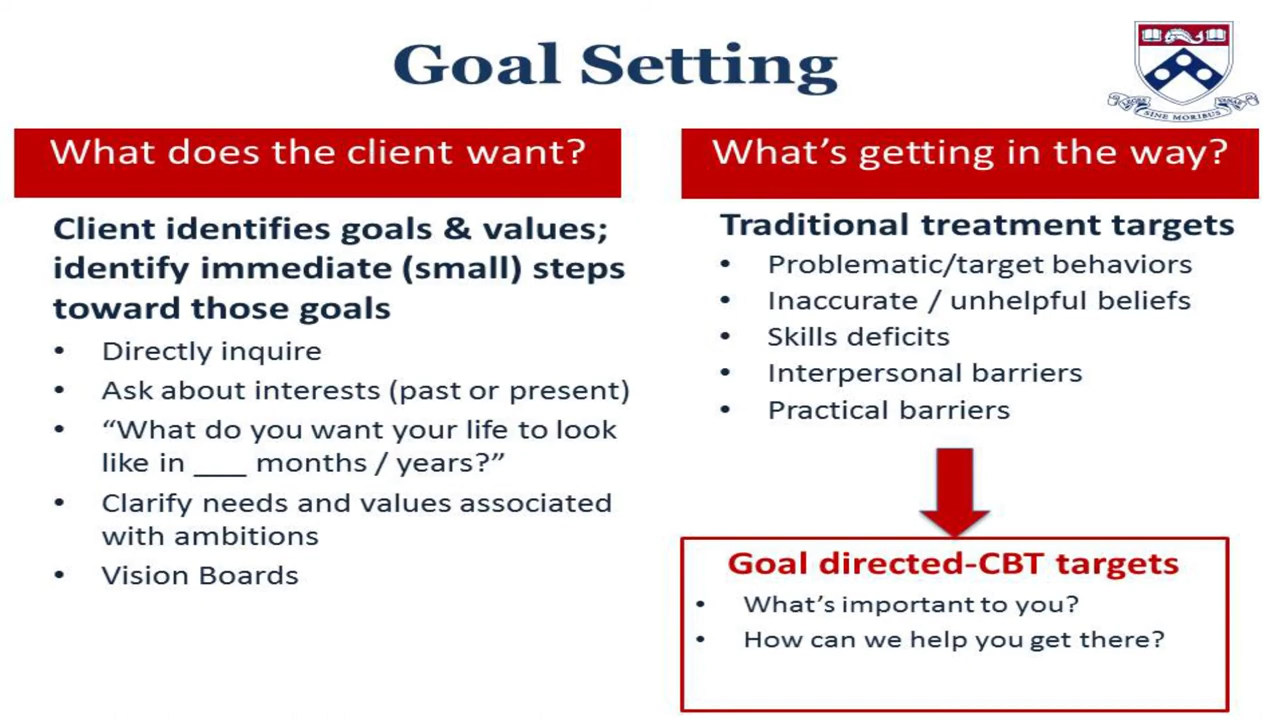 Goal Setting
What does the client want?
Client identifies goals & values;
identify immediate (small) steps
toward those goals
• Directly inquire
• Ask about interests (past or present)
• “What do you want your life to look
like in ___ months / years?”
• Clarify needs and values associated
with ambitions
• Vision Boards
What’s getting in the way?
Traditional treatment targets
• Problematic/target behaviors
• Inaccurate / unhelpful beliefs
• Skills deficits
• Interpersonal barriers
• Practical barriers
Goal directed-CBT targets
• What’s important to you?
• How can we help you get there?
SINE MORIBUS